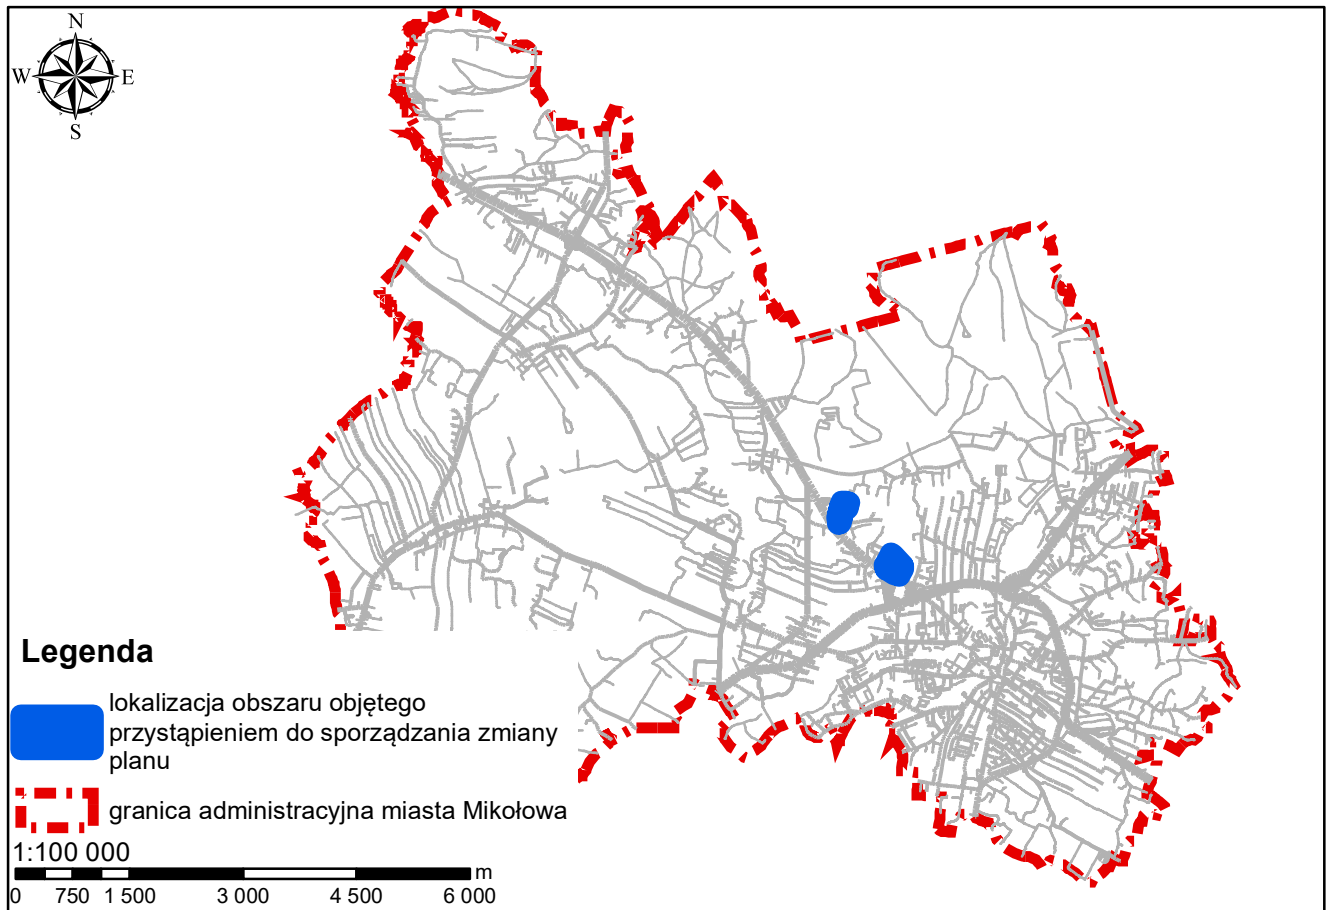 N
W E
S
Legenda
lokalizacja obszaru objętego
przystąpieniem do sporządzania zmiany
planu
granica administracyjna miasta Mikołowa
1:100 000
m
0 750 1 500 3 000 4 500 6 000